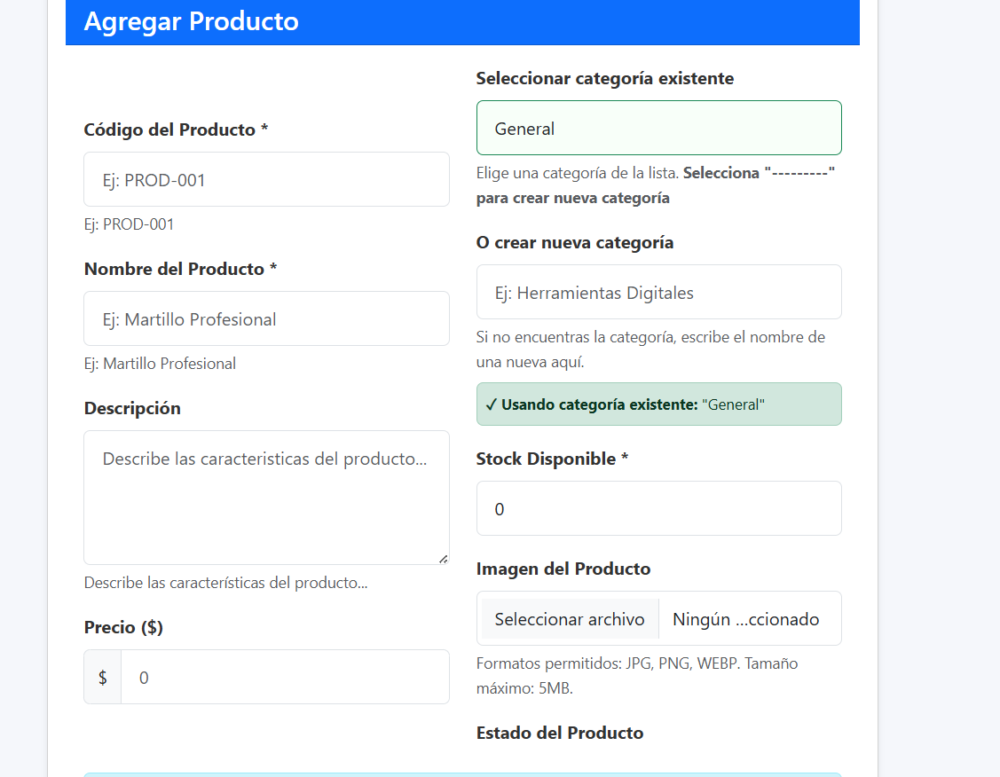 Agregar Producto
Código del Producto *
Ej: PROD-001
Ej: PROD-001
Nombre del Producto *
Ej: Martillo Profesional
Ej: Martillo Profesional
Descripción
Describe las caracteristicas del producto...
Describe las características del producto...
Precio ($)
$ 0
Seleccionar categoría existente
General
Elige una categoría de la lista. Selecciona "---------"
para crear nueva categoría
O crear nueva categoría
Ej: Herramientas Digitales
Si no encuentras la categoría, escribe el nombre de
una nueva aquí.
✓ Usando categoría existente: "General"
Stock Disponible *
0
Imagen del Producto
Seleccionar archivo Ningún ...ccionado
Formatos permitidos: JPG, PNG, WEBP. Tamaño
máximo: 5MB.
Estado del Producto